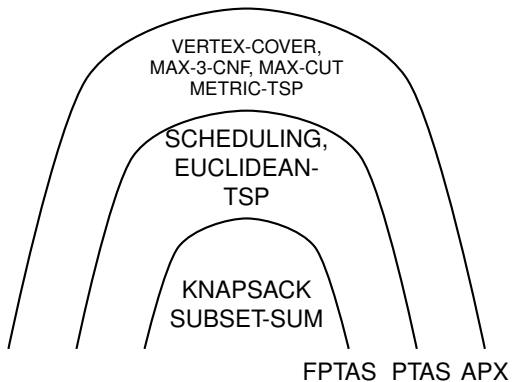 VERTEX-COVER,
MAX-3-CNF, MAX-CUT
METRIC-TSP
SCHEDULING,
EUCLIDEAN-
TSP
KNAPSACK
SUBSET-SUM
FPTAS PTAS APX